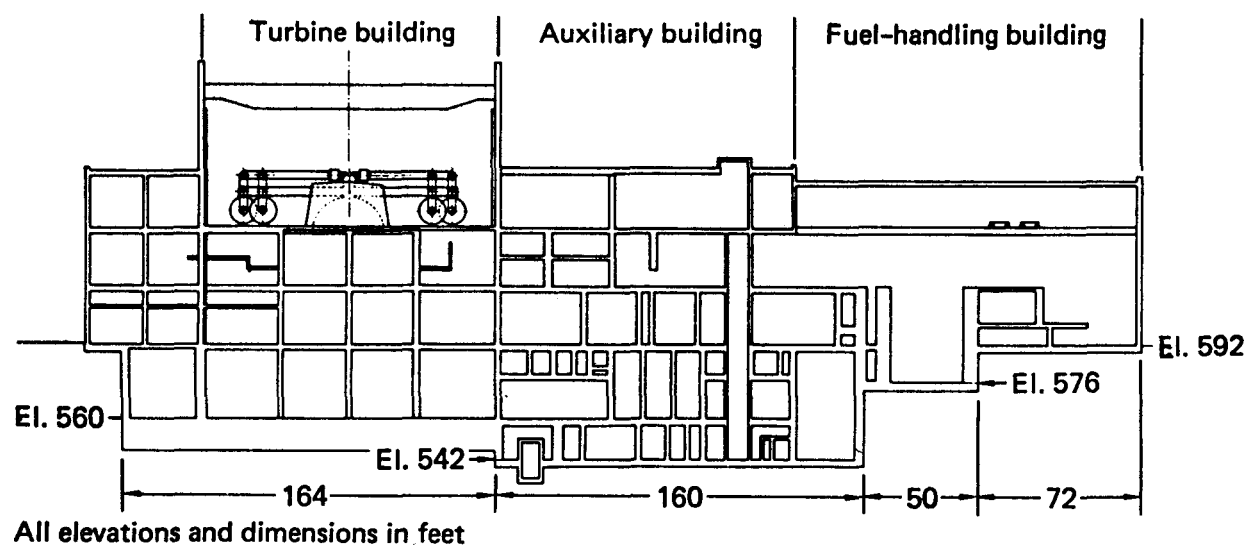 Turbine building
Auxiliary building
Fuel-handling building
El. 592
El. 576
El. 560
El. 542
164
160
50
72
All elevations and dimensions in feet